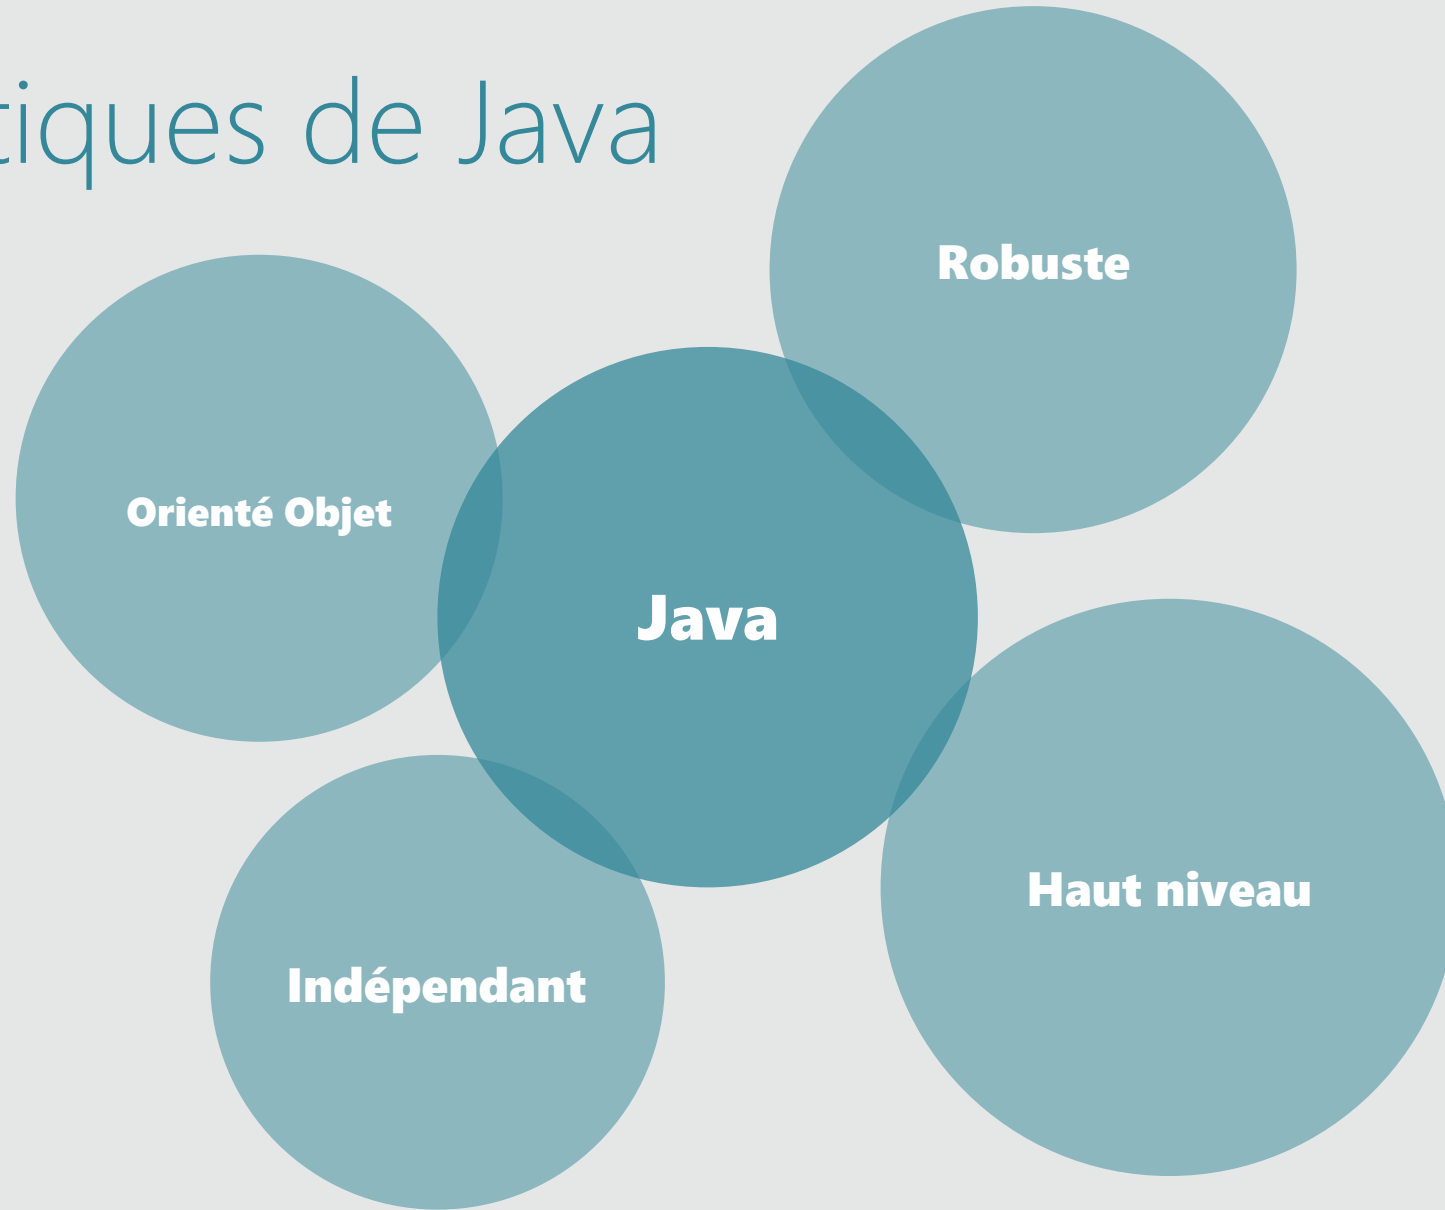 tiques de Java
Robuste
Orienté Objet
Java
Haut niveau
Indépendant